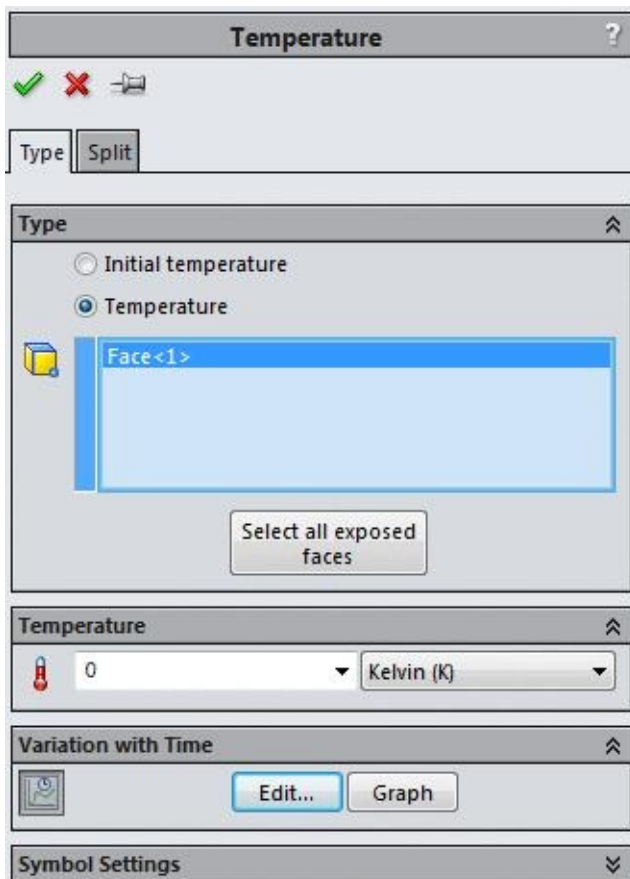 Temperature ?
Type Split
Type
Initial temperature
Temperature
Face<1>
Select all exposed
faces
Temperature
0 Kelvin (K)
Variation with Time
Edit... Graph
Symbol Settings